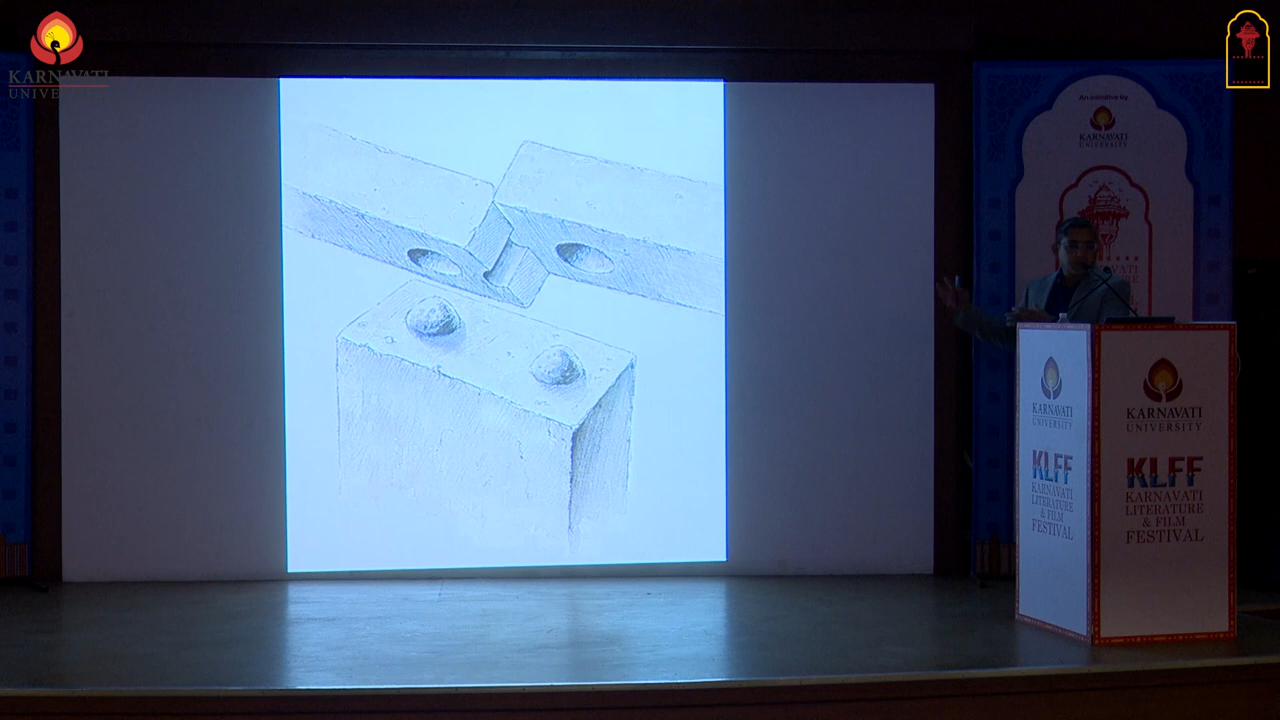 KARNAVATI
UNIVERSITY
An initiative by
KARNAVATI
UNIVERSITY
KARNAVATI
UNIVERSITY
KLFF
KARNAVATI
LITERATURE
& FILM
FESTIVAL
KARNAVATI
UNIVERSITY
KLFF
KARNAVATI
LITERATURE
& FILM
FESTIVAL